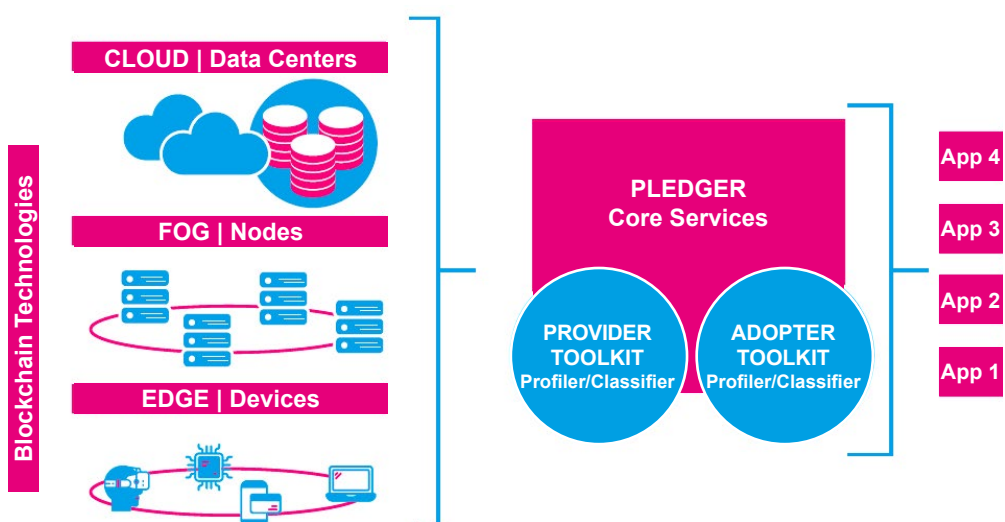 Blockchain Technologies
CLOUD | Data Centers
FOG | Nodes
EDGE | Devices
PLEDGER
Core Services
PROVIDER
TOOLKIT
Profiler/Classifier
ADOPTER
TOOLKIT
Profiler/Classifier
App 4
App 3
App 2
App 1